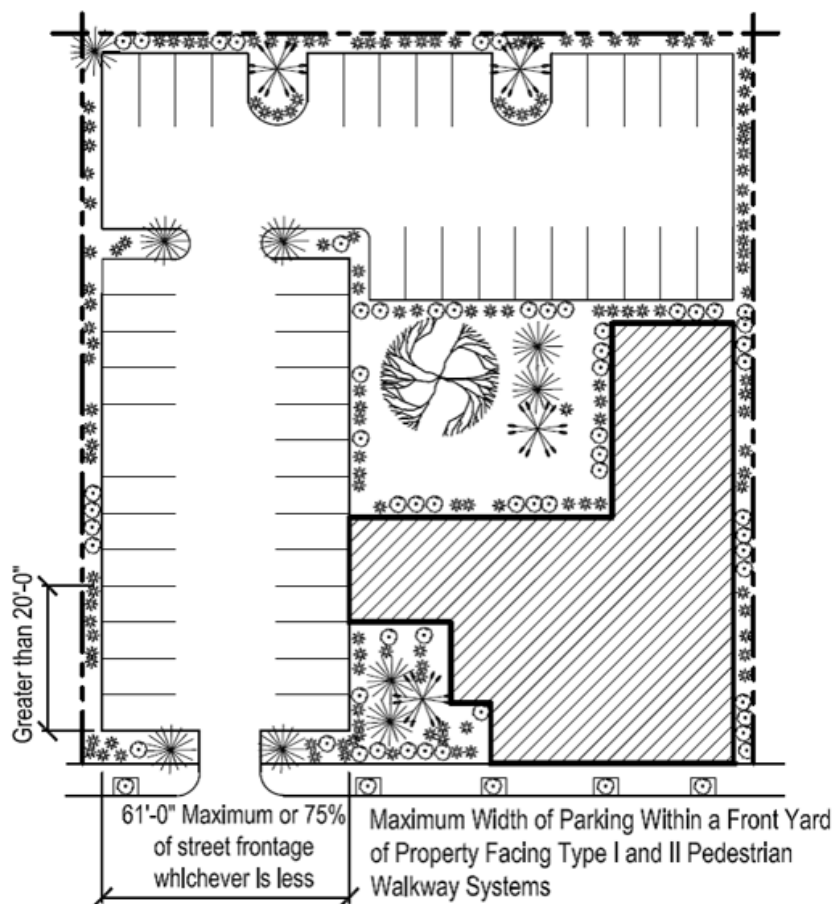 Greater than 20'-0"
61'-0" Maximum or 75%
of street frontage
whichever Is less
Maximum Width of Parking Within a Front Yard
of Property Facing Type I and II Pedestrian
Walkway Systems